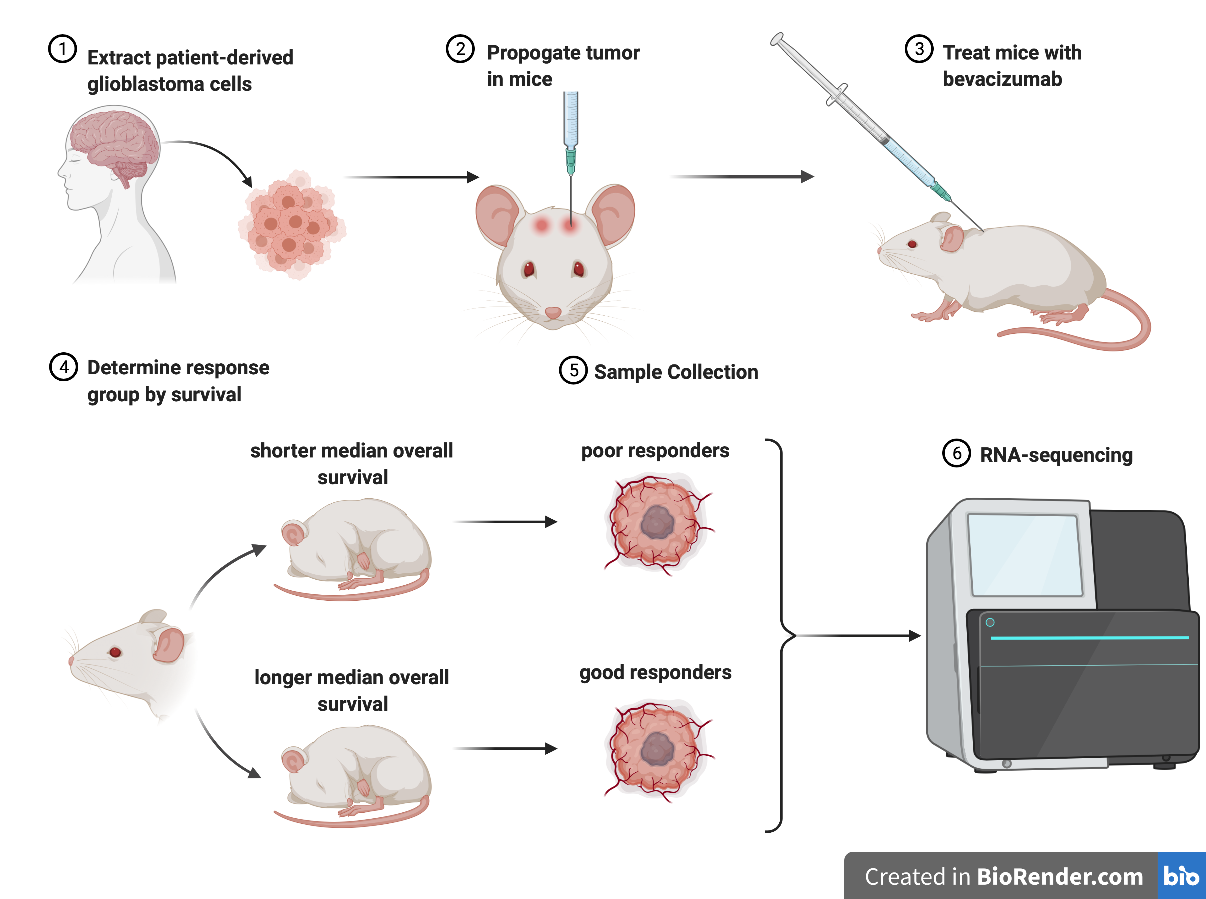 1 Extract patient-derived
glioblastoma cells
2 Propogate tumor
in mice
3 Treat mice with
bevacizumab
4 Determine response
group by survival
5 Sample Collection
shorter median overall
survival
poor responders
6 RNA-sequencing
longer median overall
survival
good responders
Created in BioRender.com bio